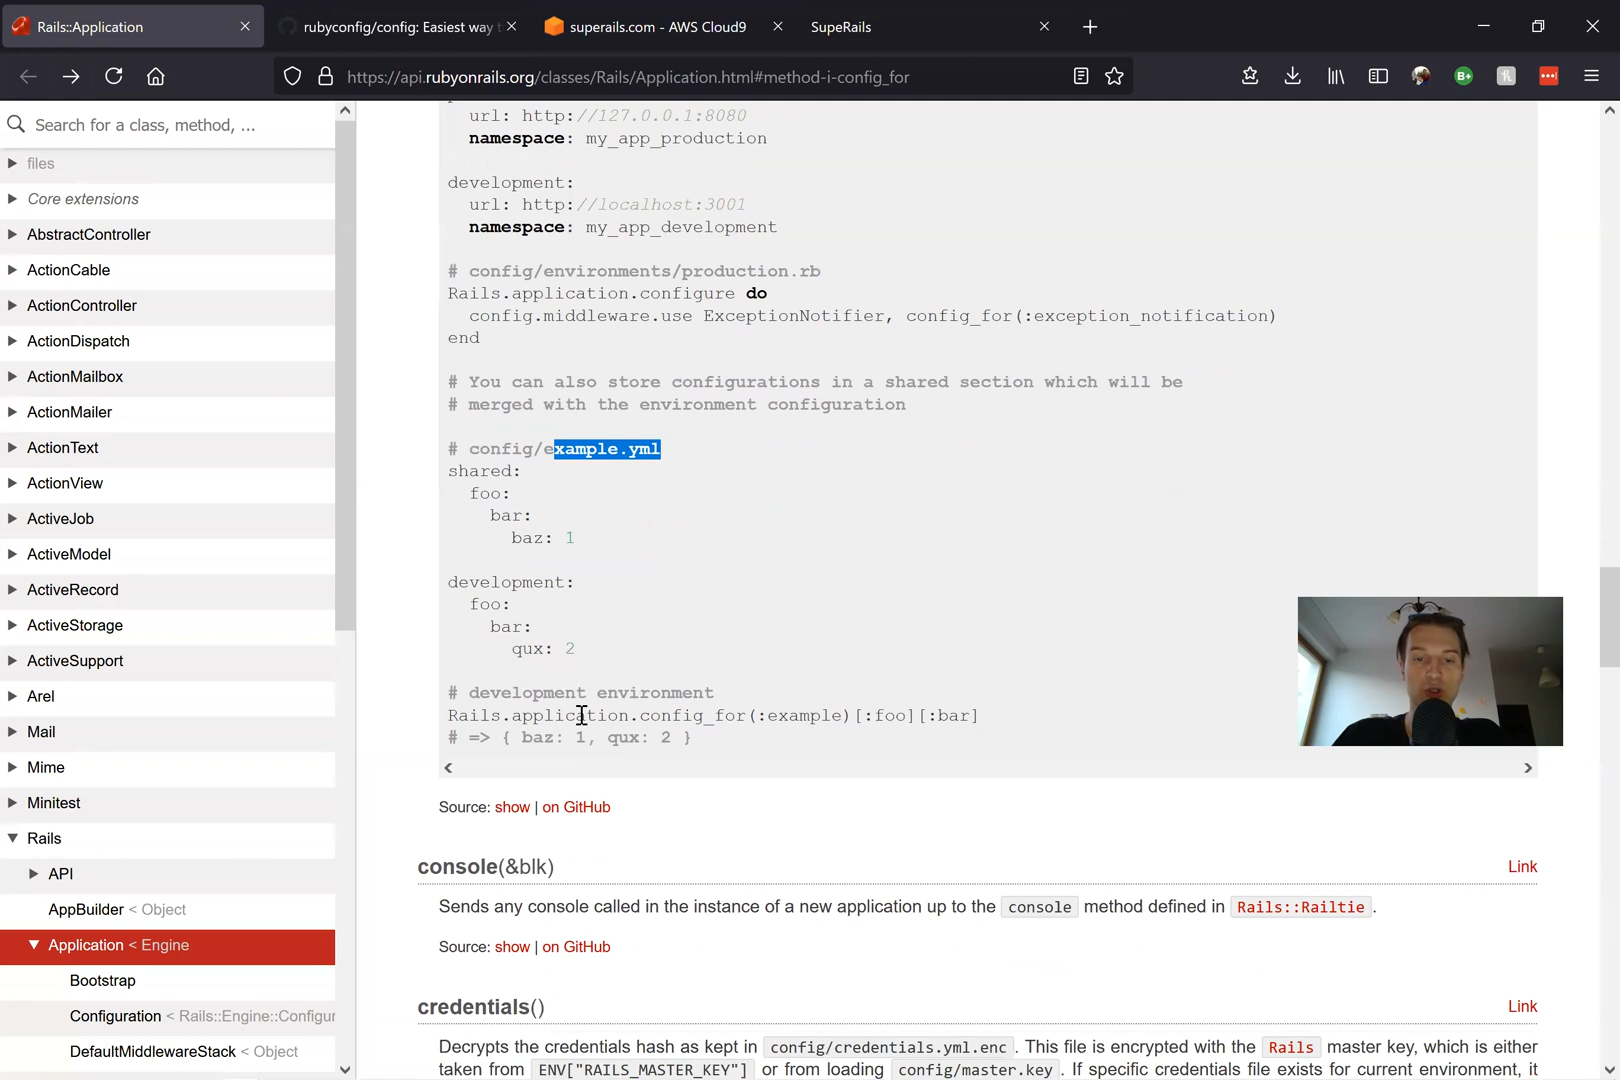 Rails::Application
rubyconfig/config: Easiest way t
superails.com - AWS Cloud9
SupeRails
https://api.rubyonrails.org/classes/Rails/Application.html#method-i-config_for
B+
Search for a class, method, ...
files
Core extensions
AbstractController
ActionCable
ActionController
ActionDispatch
ActionMailbox
ActionMailer
ActionText
ActionView
ActiveJob
ActiveModel
ActiveRecord
ActiveStorage
ActiveSupport
Arel
Mail
Mime
Minitest
Rails
API
AppBuilder < Object
Application < Engine
Bootstrap
Configuration < Rails::Engine::Configur
DefaultMiddlewareStack < Object
url: http://127.0.0.1:8080
namespace: my_app_production
development:
url: http://localhost:3001
namespace: my_app_development
# config/environments/production.rb
Rails.application.configure do
config.middleware.use ExceptionNotifier, config_for(:exception_notification)
end
# You can also store configurations in a shared section which will be
# merged with the environment configuration
# config/example.yml
shared:
foo:
bar:
baz: 1
development:
foo:
bar:
qux: 2
# development environment
Rails.application.config_for(:example)[:foo][:bar]
# => { baz: 1, qux: 2 }
Source: show | on GitHub
console(&blk)
Link
Sends any console called in the instance of a new application up to the console method defined in Rails::Railtie.
Source: show | on GitHub
credentials()
Link
Decrypts the credentials hash as kept in config/credentials.yml.enc. This file is encrypted with the Rails master key, which is either
taken from ENV["RAILS_MASTER_KEY"] or from loading config/master.key. If specific credentials file exists for current environment, it